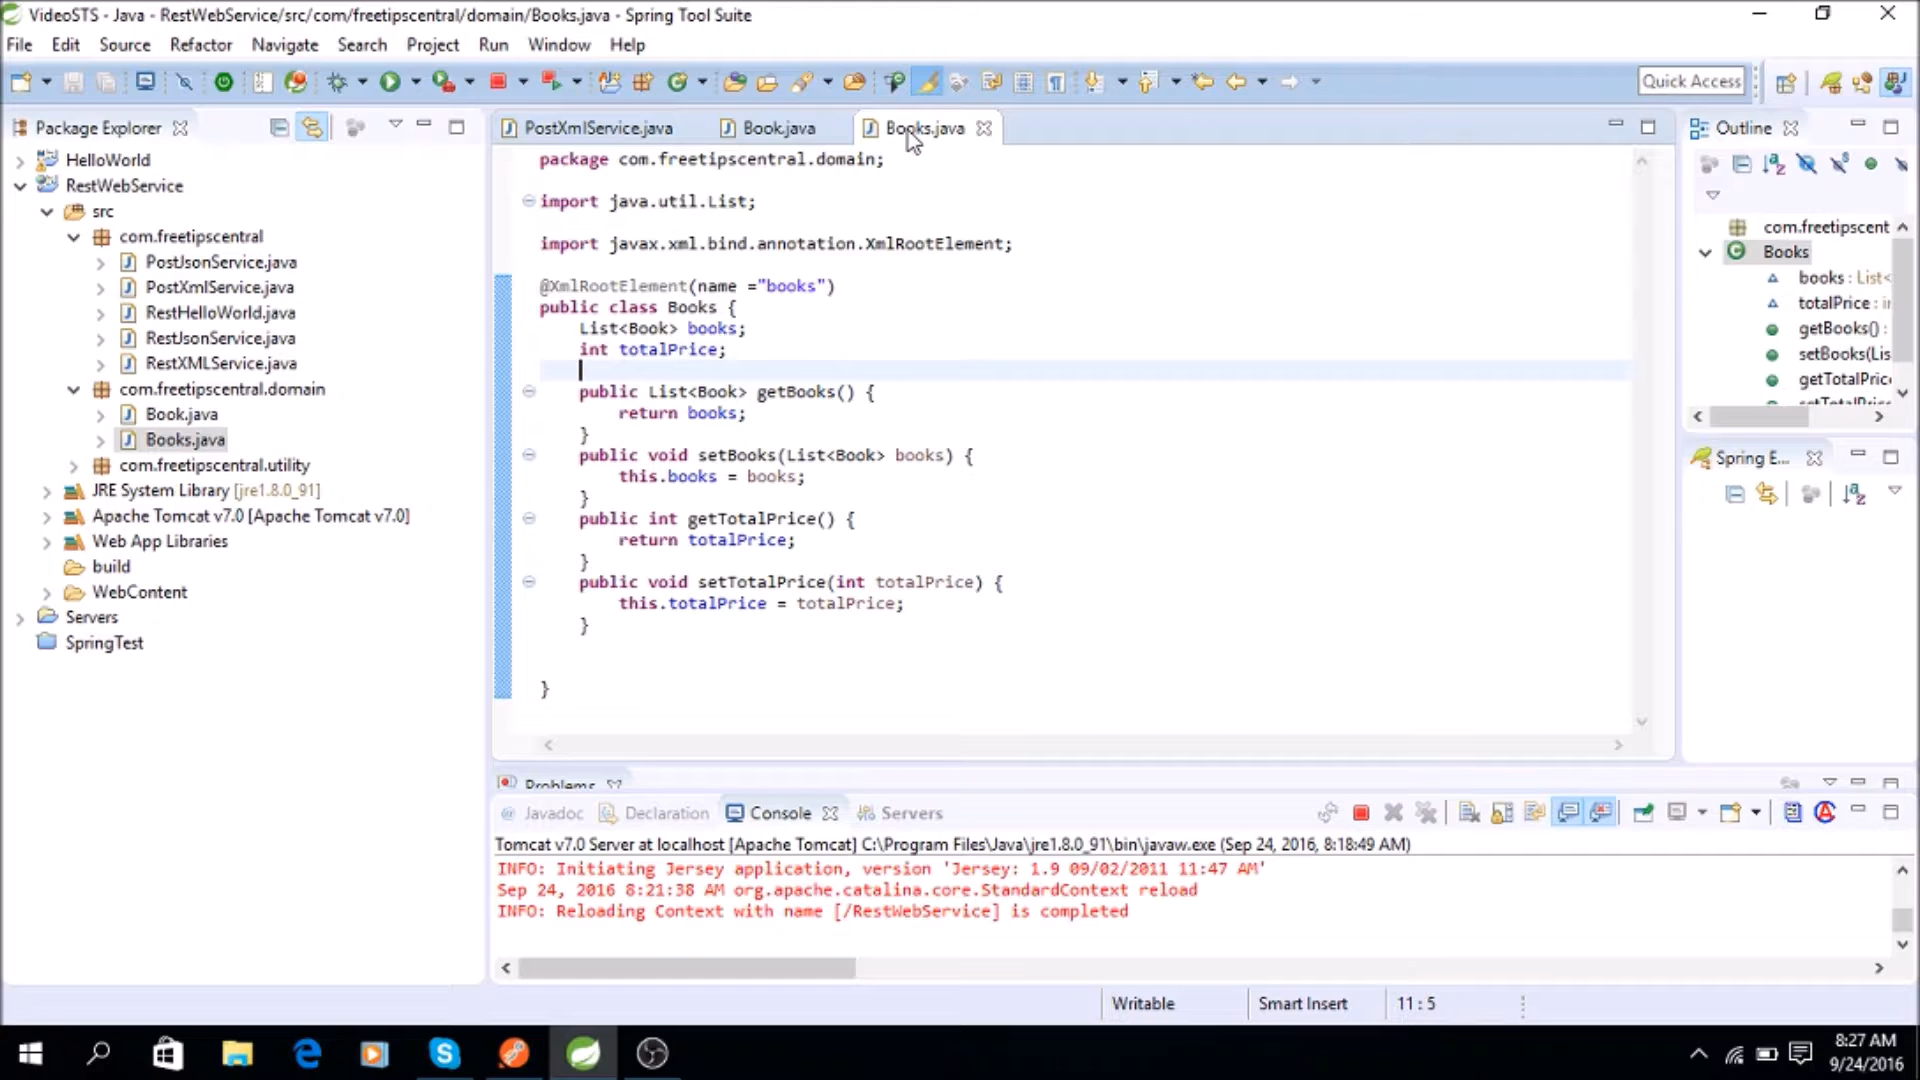 VideoSTS - Java - RestWebService/src/com/freetipscentral/domain/Books.java - Spring Tool Suite
File Edit Source Refactor Navigate Search Project Run Window Help
Quick Access
Package Explorer
HelloWorld
RestWebService
src
com.freetipscentral
PostJsonService.java
PostXmlService.java
RestHelloWorld.java
RestJsonService.java
RestXMLService.java
com.freetipscentral.domain
Book.java
Books.java
com.freetipscentral.utility
JRE System Library [jre1.8.0_91]
Apache Tomcat v7.0 [Apache Tomcat v7.0]
Web App Libraries
build
WebContent
Servers
SpringTest
PostXmlService.java Book.java Books.java
package com.freetipscentral.domain;
import java.util.List;
import javax.xml.bind.annotation.XmlRootElement;
@XmlRootElement(name ="books")
public class Books {
List<Book> books;
int totalPrice;
public List<Book> getBooks() {
return books;
}
public void setBooks(List<Book> books) {
this.books = books;
}
public int getTotalPrice() {
return totalPrice;
}
public void setTotalPrice(int totalPrice) {
this.totalPrice = totalPrice;
}
}
Outline
com.freetipscent
Books
books : List<
totalPrice : i
getBooks() :
setBooks(Lis
getTotalPric
Spring E...
Problems
@ Javadoc Declaration Console Servers
Tomcat v7.0 Server at localhost [Apache Tomcat] C:\Program Files\Java\jre1.8.0_91\bin\javaw.exe (Sep 24, 2016, 8:18:49 AM)
INFO: Initiating Jersey application, version 'Jersey: 1.9 09/02/2011 11:47 AM'
Sep 24, 2016 8:21:38 AM org.apache.catalina.core.StandardContext reload
INFO: Reloading Context with name [/RestWebService] is completed
Writable Smart Insert 11 : 5
8:27 AM
9/24/2016